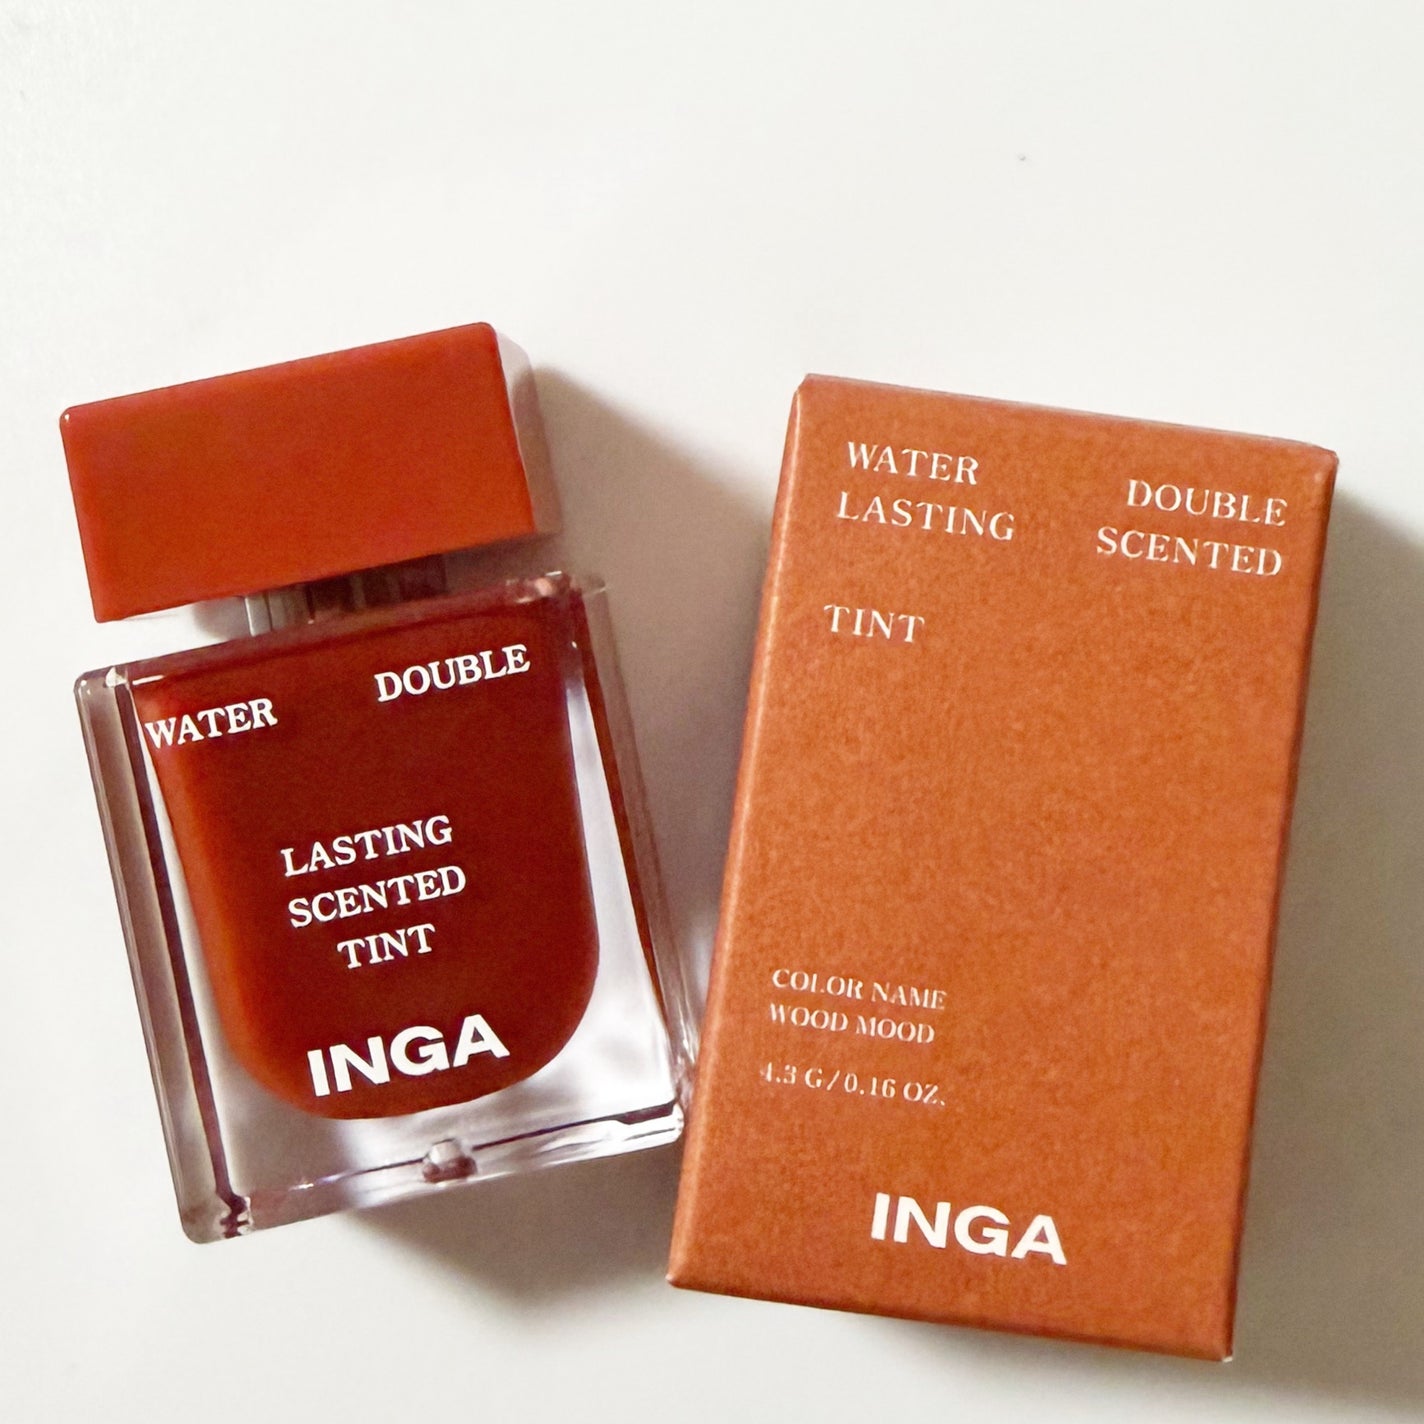 WATER DOUBLE
LASTING
SCENTED
TINT
INGA
WATER DOUBLE
LASTING SCENTED
TINT
COLOR NAME
WOOD MOOD
4.3 G/0.16 OZ.
INGA